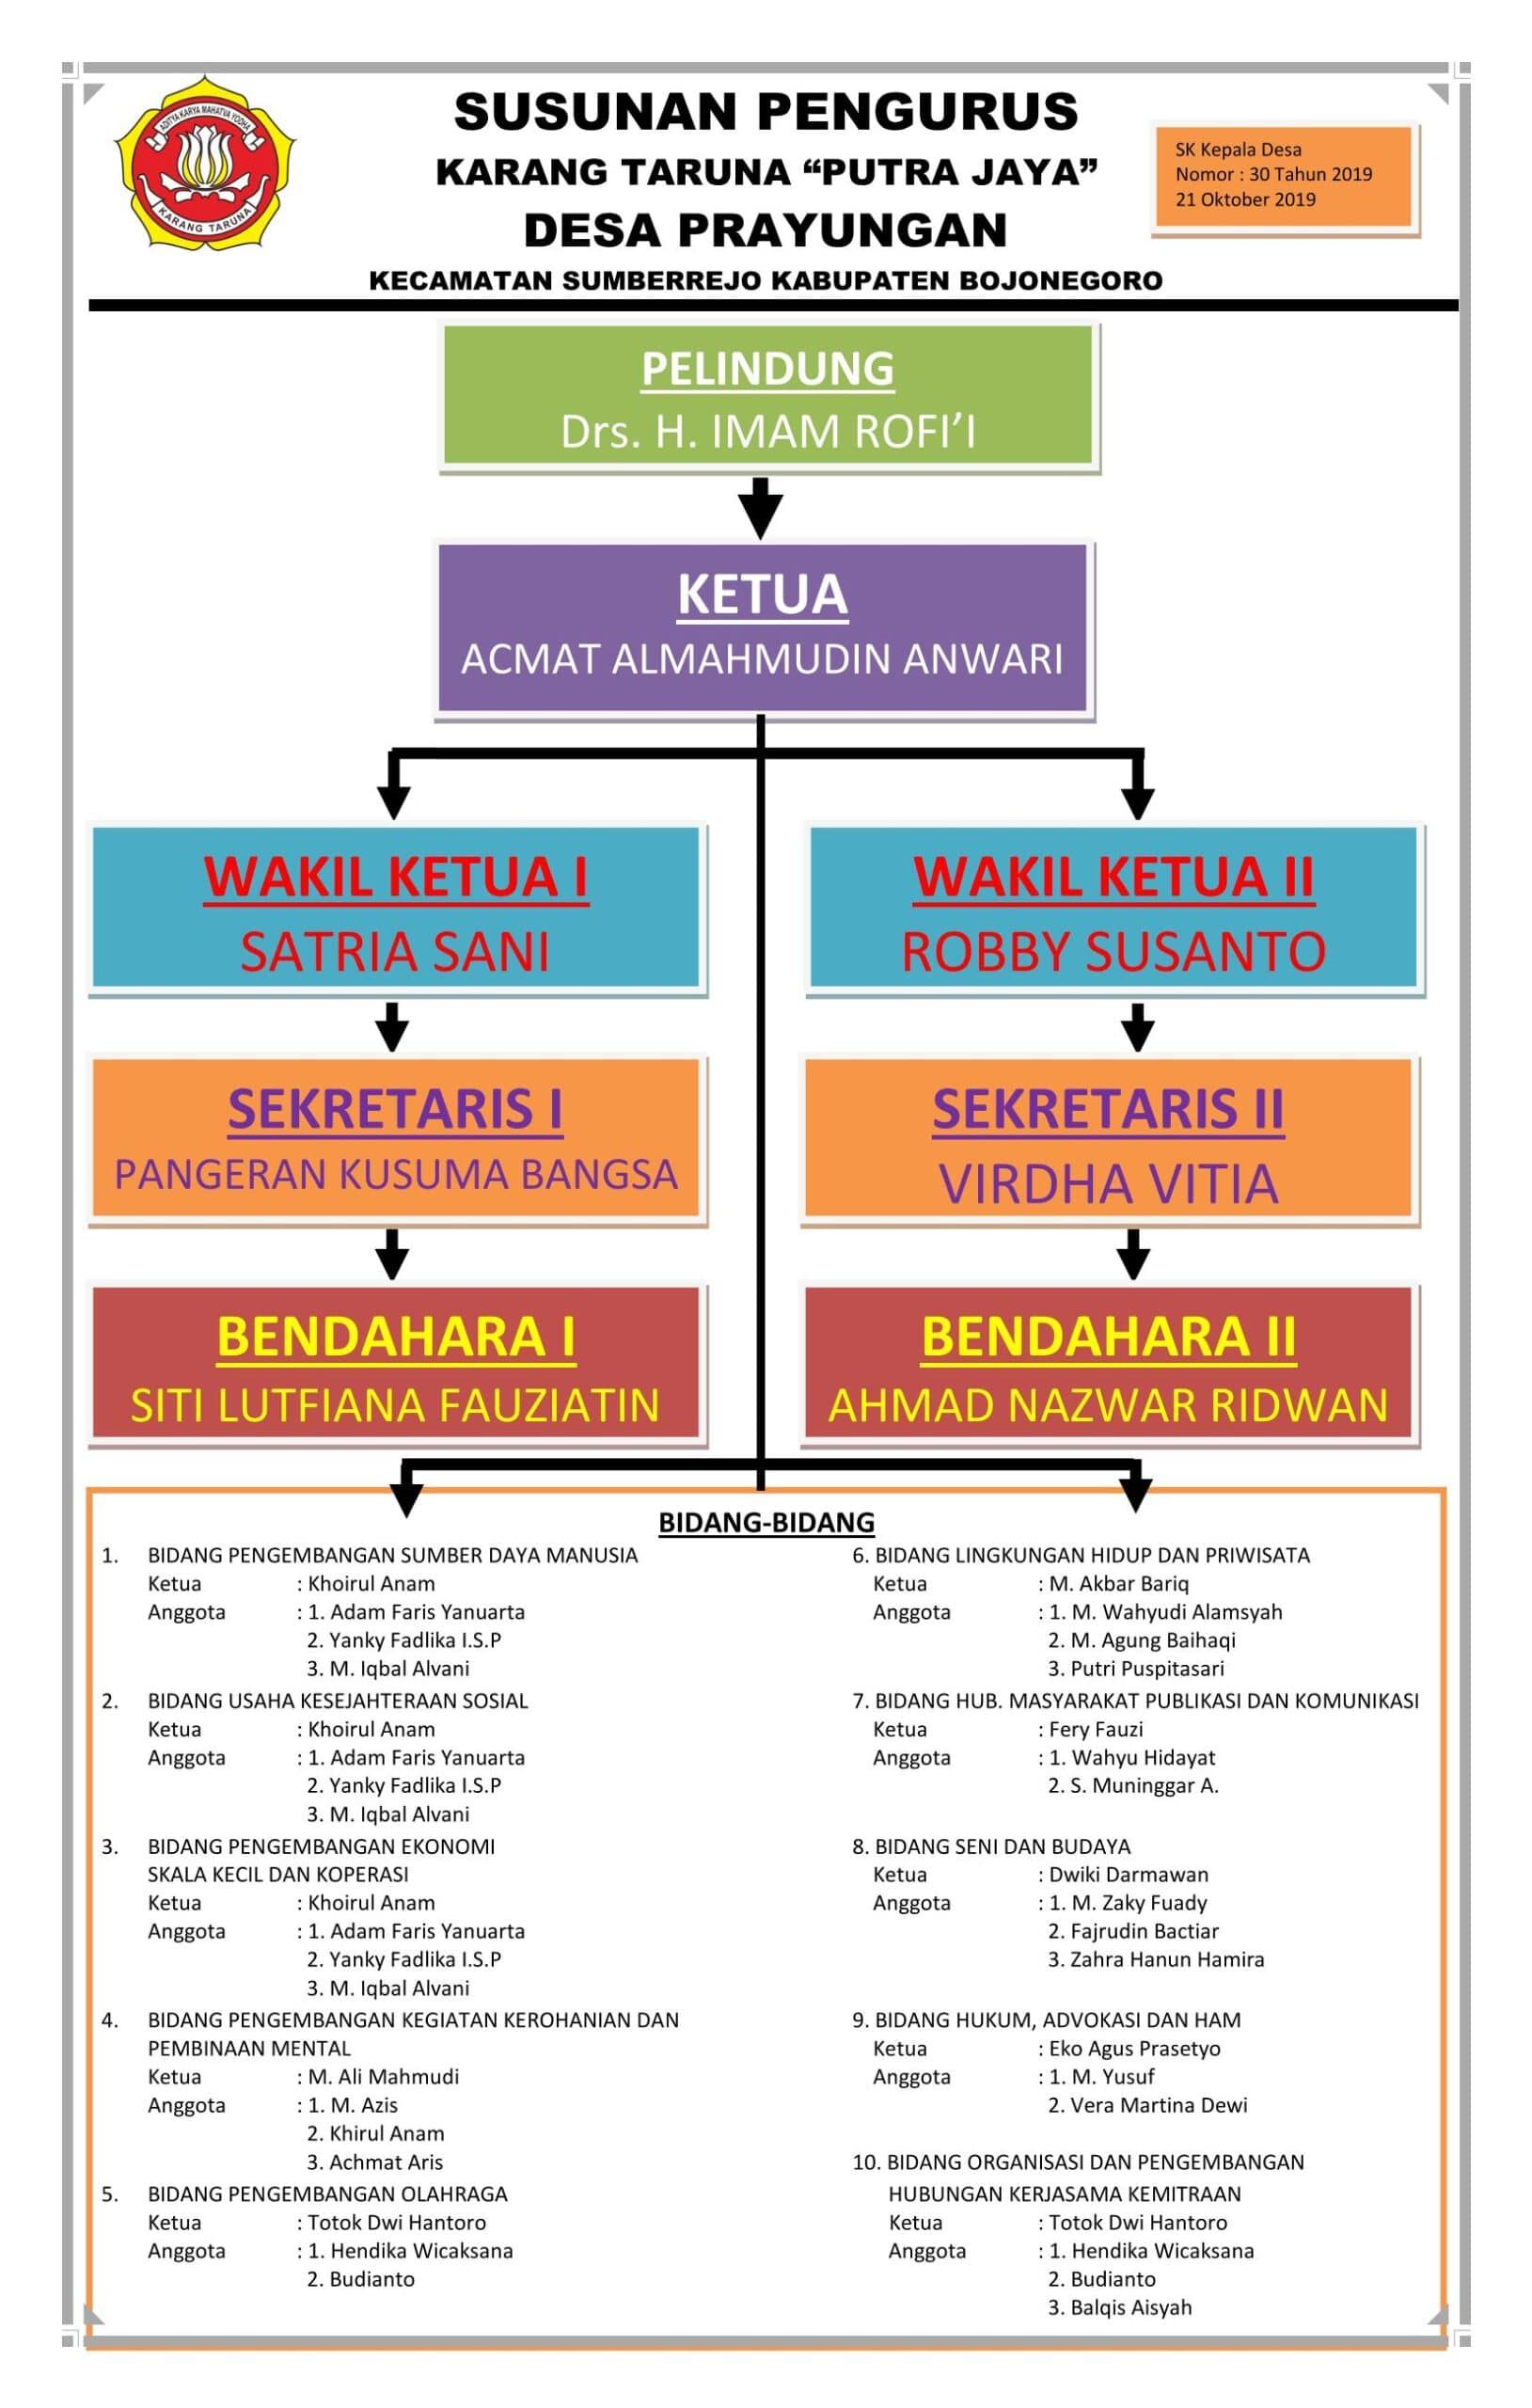 ADITYA KARYA MAHATVA YODHA
KARANG TARUNA
SUSUNAN PENGURUS
KARANG TARUNA “PUTRA JAYA”
DESA PRAYUNGAN
KECAMATAN SUMBERREJO KABUPATEN BOJONEGORO
SK Kepala Desa
Nomor : 30 Tahun 2019
21 Oktober 2019
PELINDUNG
Drs. H. IMAM ROFI’I
KETUA
ACMAT ALMAHMUDIN ANWARI
WAKIL KETUA I
SATRIA SANI
WAKIL KETUA II
ROBBY SUSANTO
SEKRETARIS I
PANGERAN KUSUMA BANGSA
SEKRETARIS II
VIRDHA VITIA
BENDAHARA I
SITI LUTFIANA FAUZIATIN
BENDAHARA II
AHMAD NAZWAR RIDWAN
BIDANG-BIDANG
1. BIDANG PENGEMBANGAN SUMBER DAYA MANUSIA
Ketua : Khoirul Anam
Anggota : 1. Adam Faris Yanuarta
2. Yanky Fadlika I.S.P
3. M. Iqbal Alvani
2. BIDANG USAHA KESEJAHTERAAN SOSIAL
Ketua : Khoirul Anam
Anggota : 1. Adam Faris Yanuarta
2. Yanky Fadlika I.S.P
3. M. Iqbal Alvani
3. BIDANG PENGEMBANGAN EKONOMI
SKALA KECIL DAN KOPERASI
Ketua : Khoirul Anam
Anggota : 1. Adam Faris Yanuarta
2. Yanky Fadlika I.S.P
3. M. Iqbal Alvani
4. BIDANG PENGEMBANGAN KEGIATAN KEROHANIAN DAN
PEMBINAAN MENTAL
Ketua : M. Ali Mahmudi
Anggota : 1. M. Azis
2. Khirul Anam
3. Achmat Aris
5. BIDANG PENGEMBANGAN OLAHRAGA
Ketua : Totok Dwi Hantoro
Anggota : 1. Hendika Wicaksana
2. Budianto
6. BIDANG LINGKUNGAN HIDUP DAN PRIWISATA
Ketua : M. Akbar Bariq
Anggota : 1. M. Wahyudi Alamsyah
2. M. Agung Baihaqi
3. Putri Puspitasari
7. BIDANG HUB. MASYARAKAT PUBLIKASI DAN KOMUNIKASI
Ketua : Fery Fauzi
Anggota : 1. Wahyu Hidayat
2. S. Muninggar A.
8. BIDANG SENI DAN BUDAYA
Ketua : Dwiki Darmawan
Anggota : 1. M. Zaky Fuady
2. Fajrudin Bactiar
3. Zahra Hanun Hamira
9. BIDANG HUKUM, ADVOKASI DAN HAM
Ketua : Eko Agus Prasetyo
Anggota : 1. M. Yusuf
2. Vera Martina Dewi
10. BIDANG ORGANISASI DAN PENGEMBANGAN
HUBUNGAN KERJASAMA KEMITRAAN
Ketua : Totok Dwi Hantoro
Anggota : 1. Hendika Wicaksana
2. Budianto
3. Balqis Aisyah